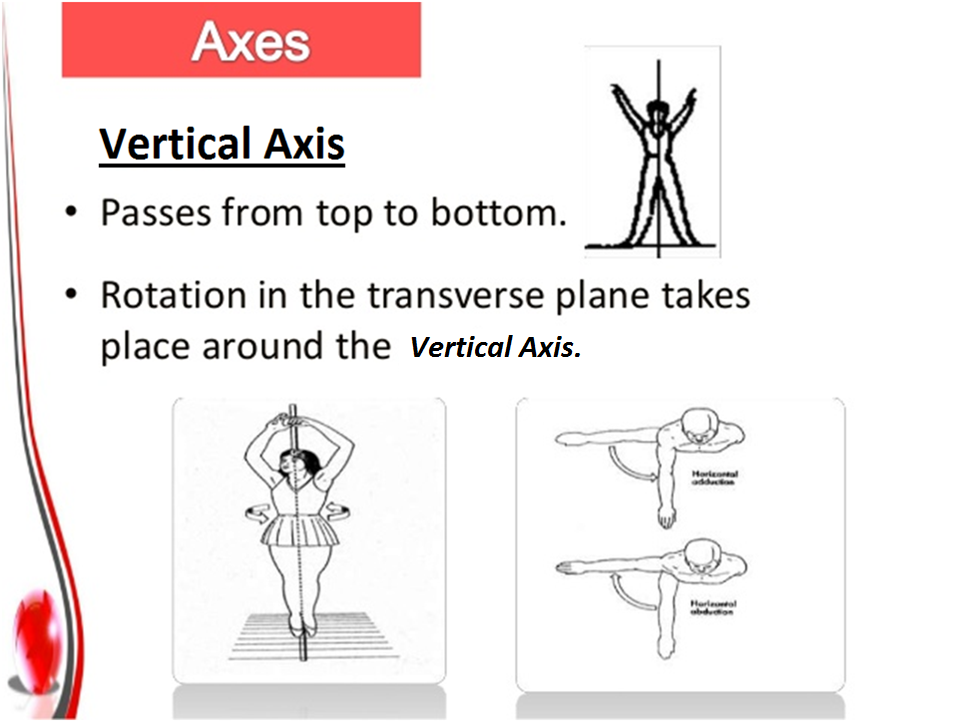 Axes
Vertical Axis
• Passes from top to bottom.
• Rotation in the transverse plane takes
place around the Vertical Axis.
Horizontal
adduction
Horizontal
abduction